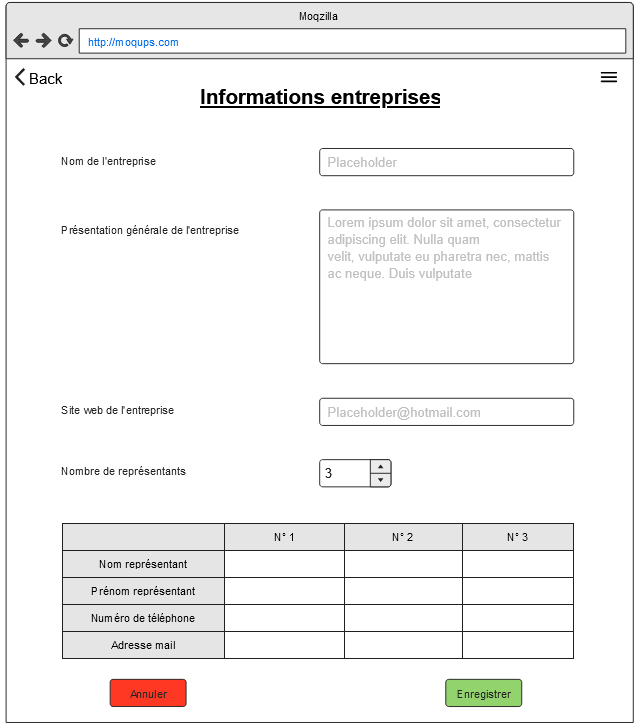 Moqzilla
http://moqups.com
Back
Informations entreprises
Nom de l'entreprise
Placeholder
Présentation générale de l'entreprise
Lorem ipsum dolor sit amet, consectetur
adipiscing elit. Nulla quam
velit, vulputate eu pharetra nec, mattis
ac neque. Duis vulputate
Site web de l'entreprise
Placeholder@hotmail.com
Nombre de représentants
3
N° 1 N° 2 N° 3
Nom représentant
Prénom représentant
Numéro de téléphone
Adresse mail
Annuler Enregistrer